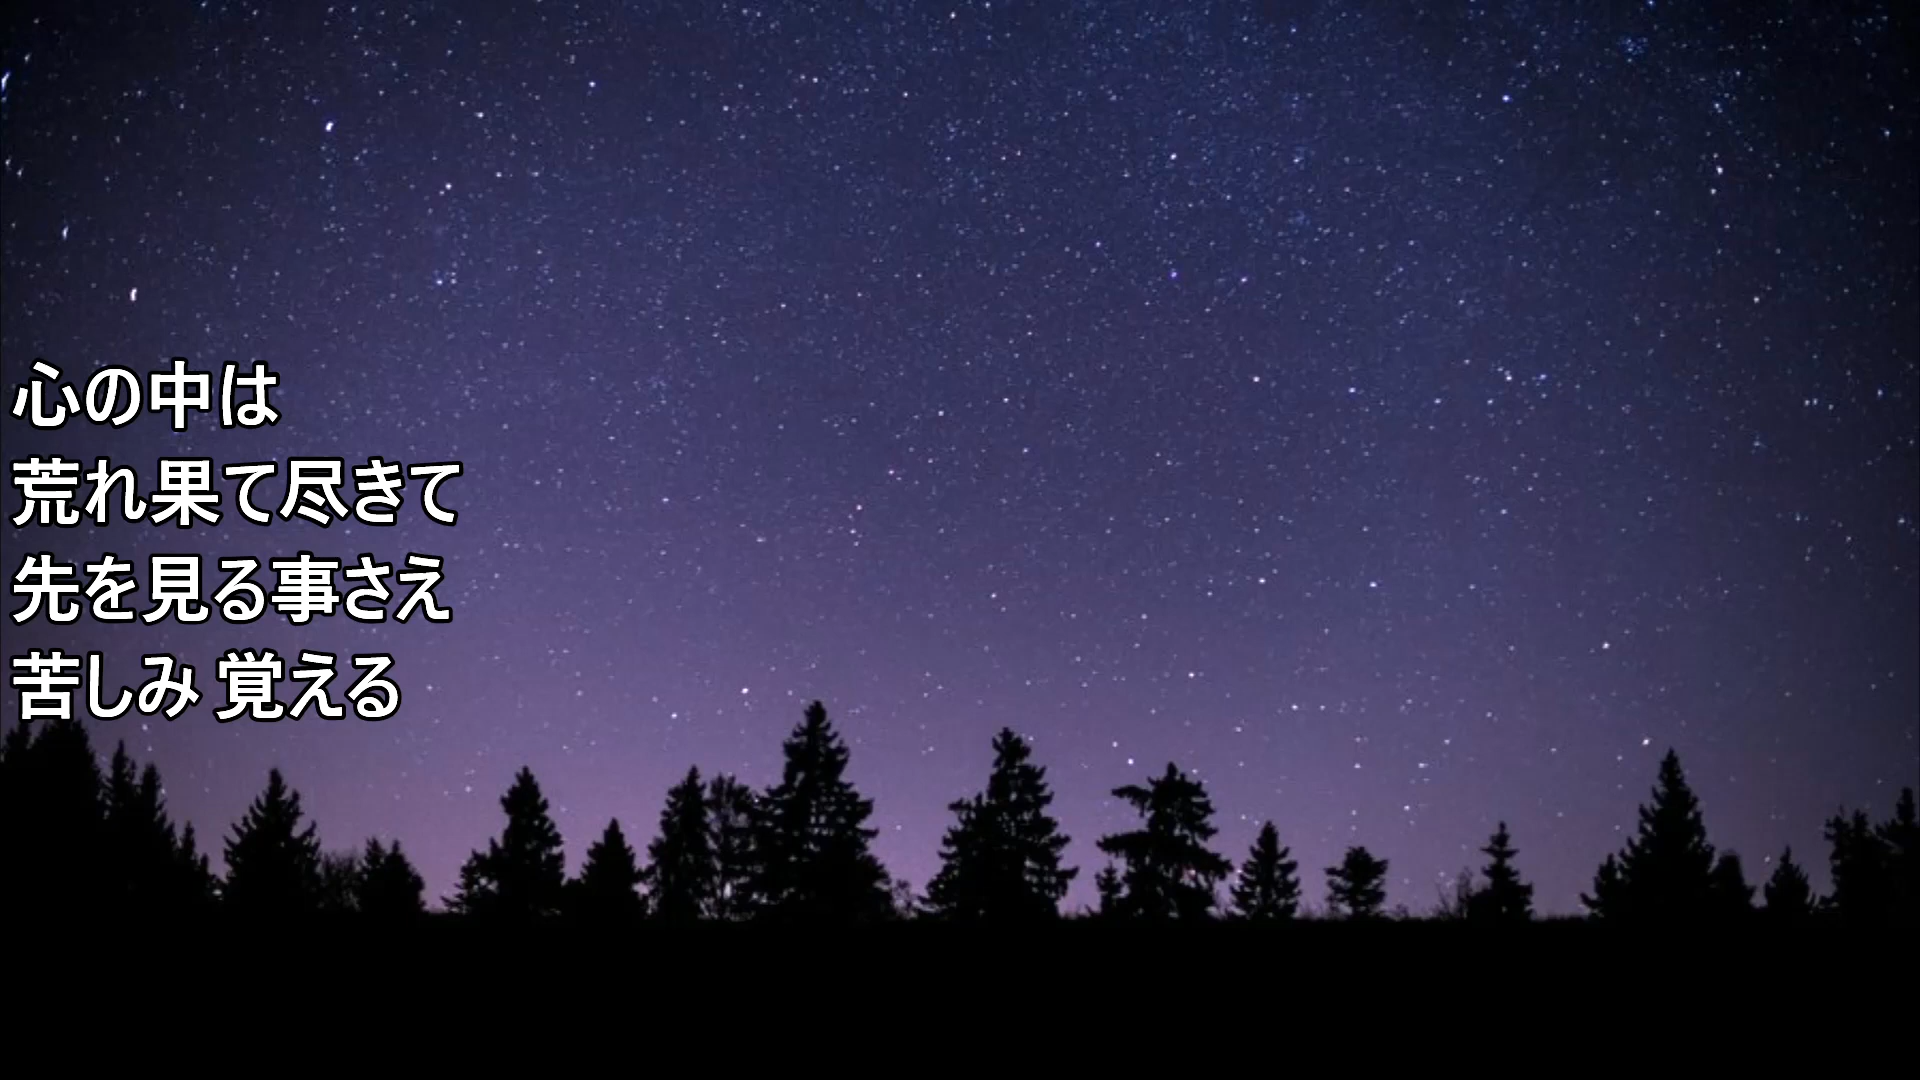 心の中は
荒れ果て尽きて
先を見る事さえ
苦しみ 覚える